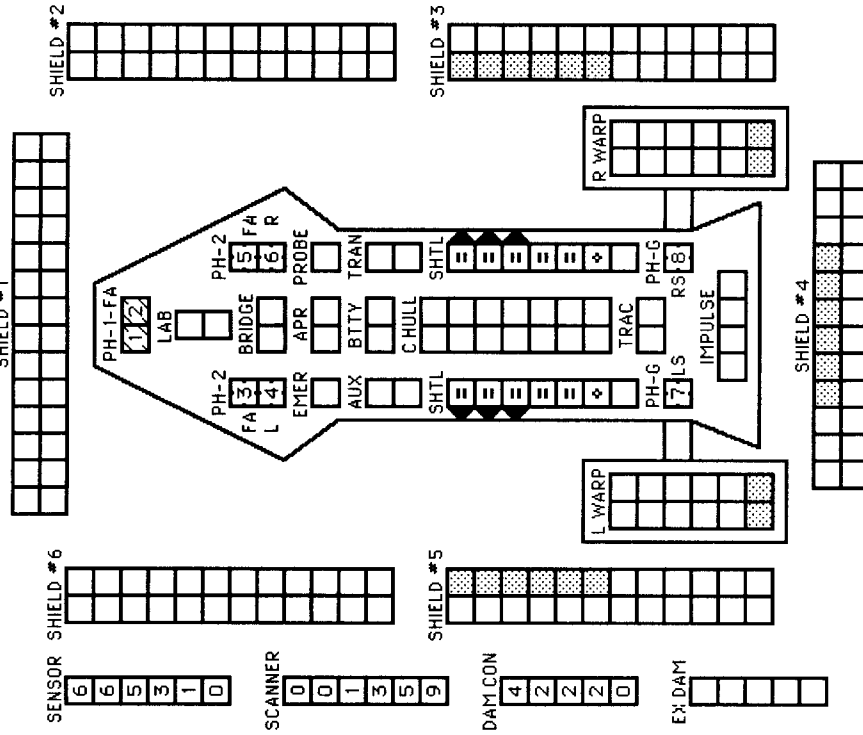 SHIELD #1
SHIELD #2
SHIELD #3
SHIELD #4
SHIELD #5
SHIELD #6
PH-1-FA
1 2
LAB
BRIDGE
PH-2
3
4
FA
L
PH-2
5
6
FA
R
EMER
APR
PROBE
AUX
BTTY
TRAN
SHTL
C HULL
SHTL
TRAC
PH-G
7
LS
PH-G
RS
8
IMPULSE
L WARP
R WARP
SENSOR
6
6
5
3
1
0
SCANNER
0
0
1
3
5
9
DAM CON
4
2
2
2
0
EX DAM